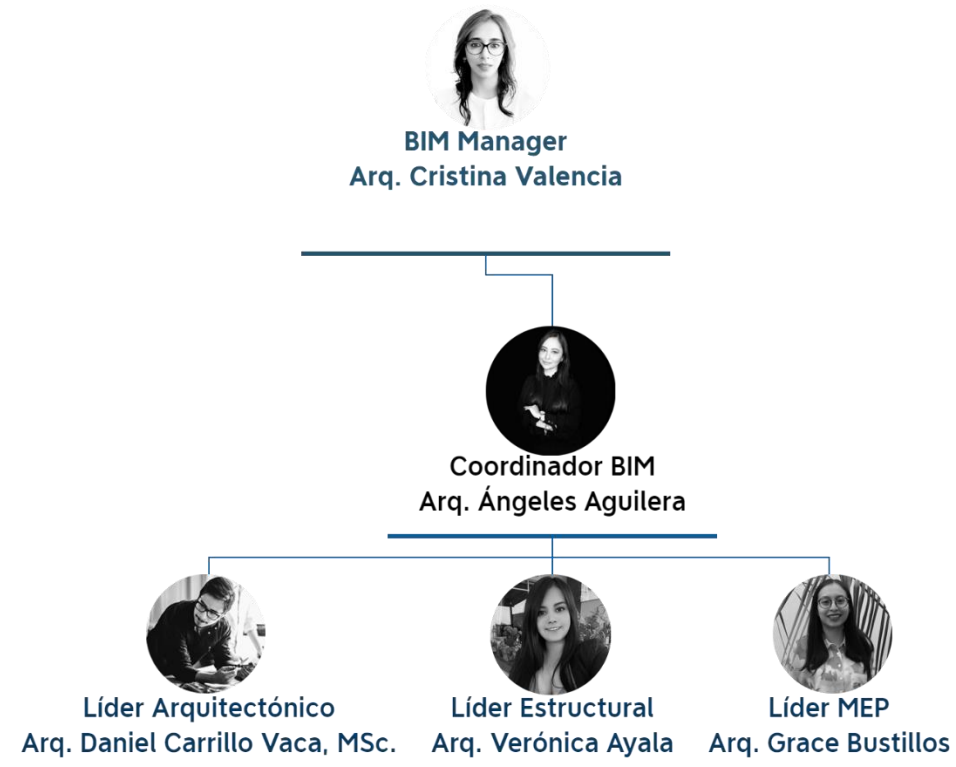 BIM Manager
Arq. Cristina Valencia
Coordinador BIM
Arq. Ángeles Aguilera
Líder Arquitectónico
Arq. Daniel Carrillo Vaca, MSc.
Líder Estructural
Arq. Verónica Ayala
Líder MEP
Arq. Grace Bustillos